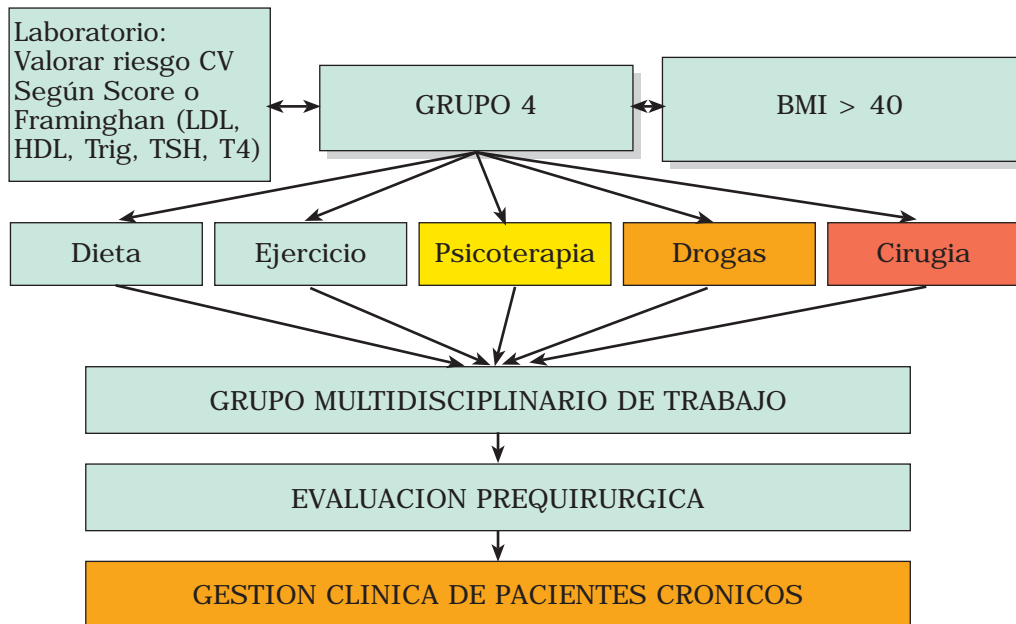 Laboratorio:
Valorar riesgo CV
Según Score o
Framinghan (LDL,
HDL, Trig, TSH, T4)
GRUPO 4
BMI > 40
Dieta
Ejercicio
Psicoterapia
Drogas
Cirugia
GRUPO MULTIDISCIPLINARIO DE TRABAJO
EVALUACION PREQUIRURGICA
GESTION CLINICA DE PACIENTES CRONICOS